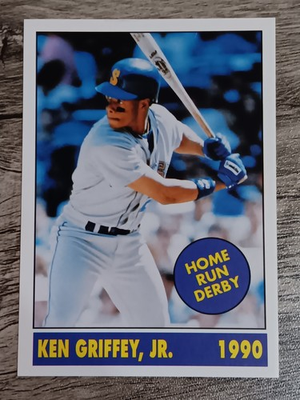 S
HOME
RUN
DERBY
KEN GRIFFEY, JR. 1990